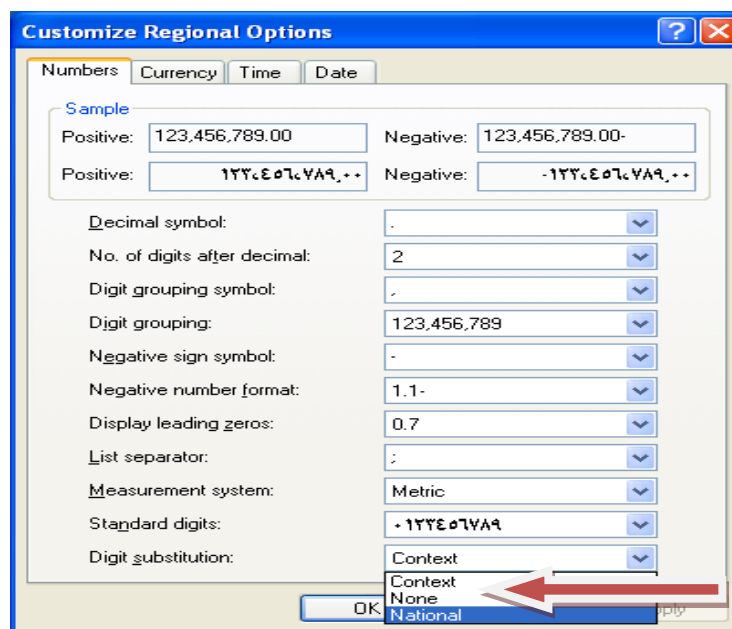 Customize Regional Options
Numbers Currency Time Date
Sample
Positive: 123,456,789.00 Negative: 123,456,789.00-
Positive: ١٢٣،٤٥٦،٧٨٩٫٠٠ Negative: -١٢٣،٤٥٦،٧٨٩٫٠٠
Decimal symbol: .
No. of digits after decimal: 2
Digit grouping symbol: ,
Digit grouping: 123,456,789
Negative sign symbol: -
Negative number format: 1.1-
Display leading zeros: 0.7
List separator: ;
Measurement system: Metric
Standard digits: ٠١٢٣٤٥٦٧٨٩
Digit substitution: Context
Context
None
National
OK pply